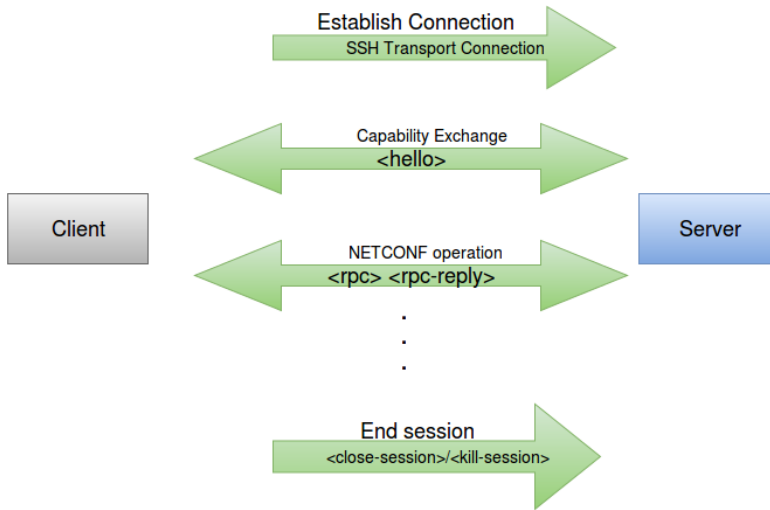 Establish Connection
SSH Transport Connection
Capability Exchange
<hello>
Client
Server
NETCONF operation
<rpc> <rpc-reply>
.
.
.
End session
<close-session>/<kill-session>